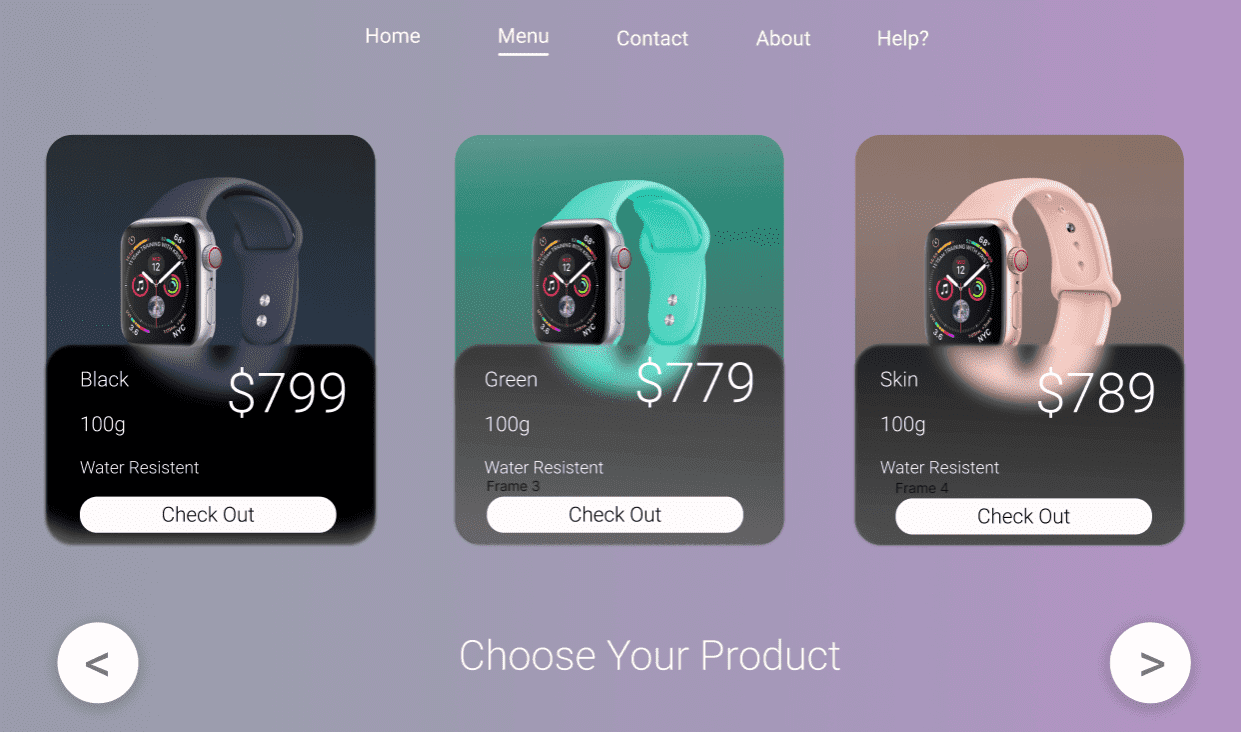 Home Menu Contact About Help?
Black
$799
100g
Water Resistent
Check Out
Green
$779
100g
Water Resistent
Frame 3
Check Out
Skin
$789
100g
Water Resistent
Frame 4
Check Out
< Choose Your Product >